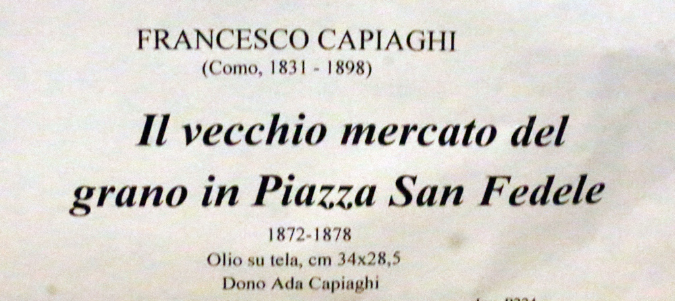 FRANCESCO CAPIAGHI
(Como, 1831 - 1898)
Il vecchio mercato del
grano in Piazza San Fedele
1872-1878
Olio su tela, cm 34x28,5
Dono Ada Capiaghi